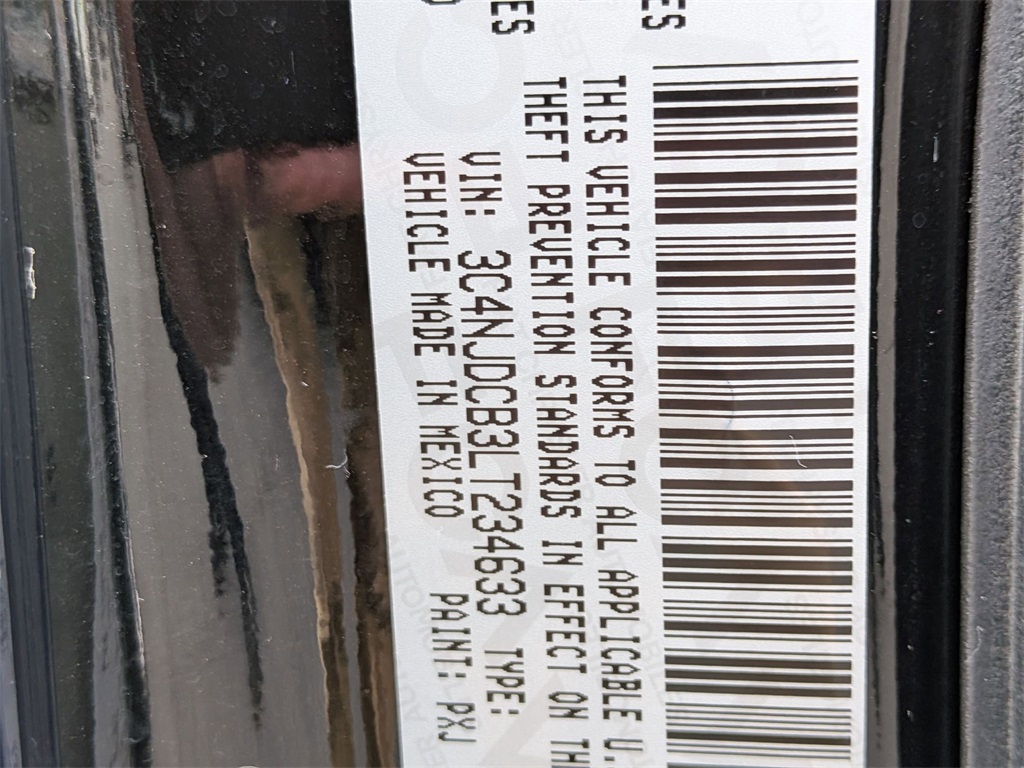 THIS VEHICLE CONFORMS TO ALL APPLICABLE U.
THEFT PREVENTION STANDARDS IN EFFECT ON TH
VIN: 3C4NJDCB3LT234633 TYPE:
VEHICLE MADE IN MEXICO PAINT: PXJ